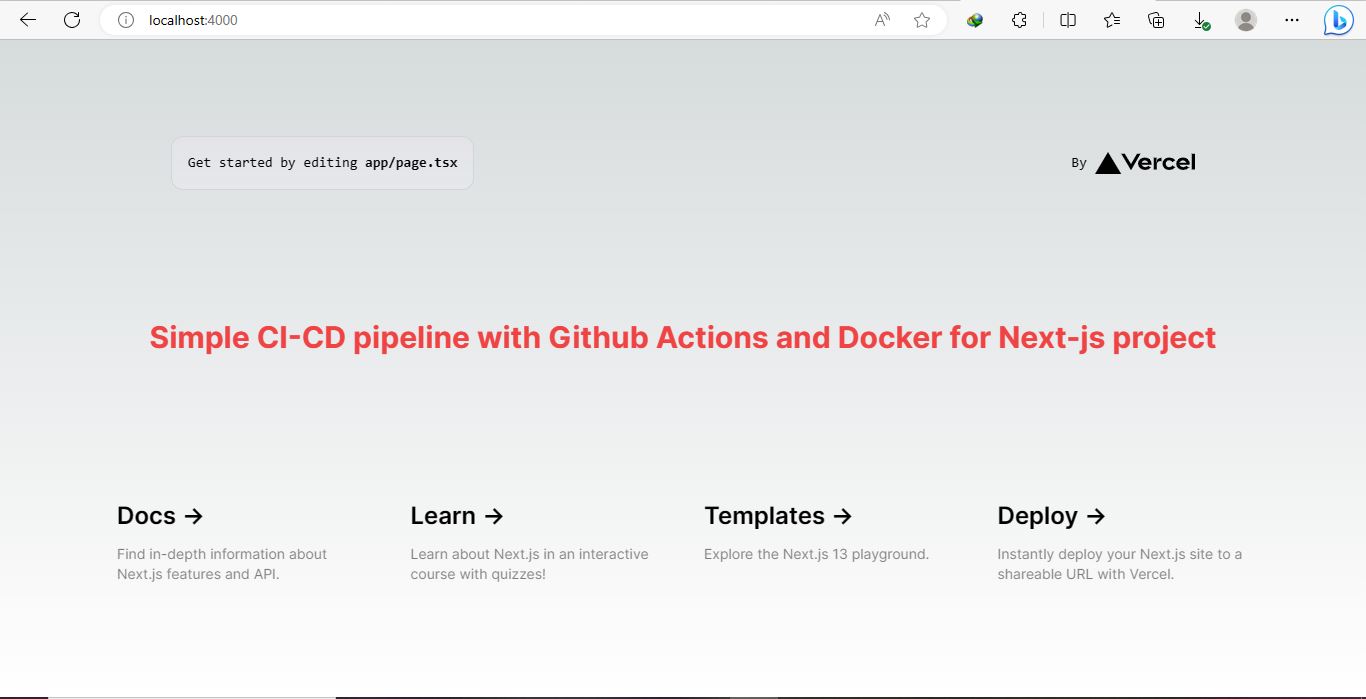 localhost:4000
Get started by editing app/page.tsx
By Vercel
Simple CI-CD pipeline with Github Actions and Docker for Next-js project
Docs →
Find in-depth information about
Next.js features and API.
Learn →
Learn about Next.js in an interactive
course with quizzes!
Templates →
Explore the Next.js 13 playground.
Deploy →
Instantly deploy your Next.js site to a
shareable URL with Vercel.